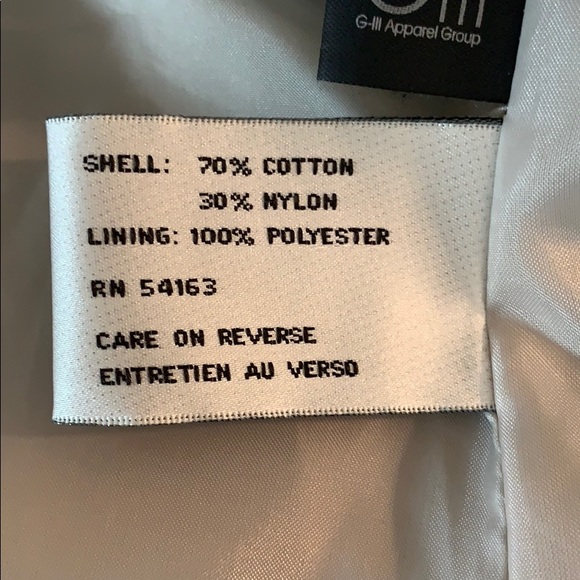 G-III Apparel Group
SHELL: 70% COTTON
30% NYLON
LINING: 100% POLYESTER
RN 54163
CARE ON REVERSE
ENTRETIEN AU VERSO